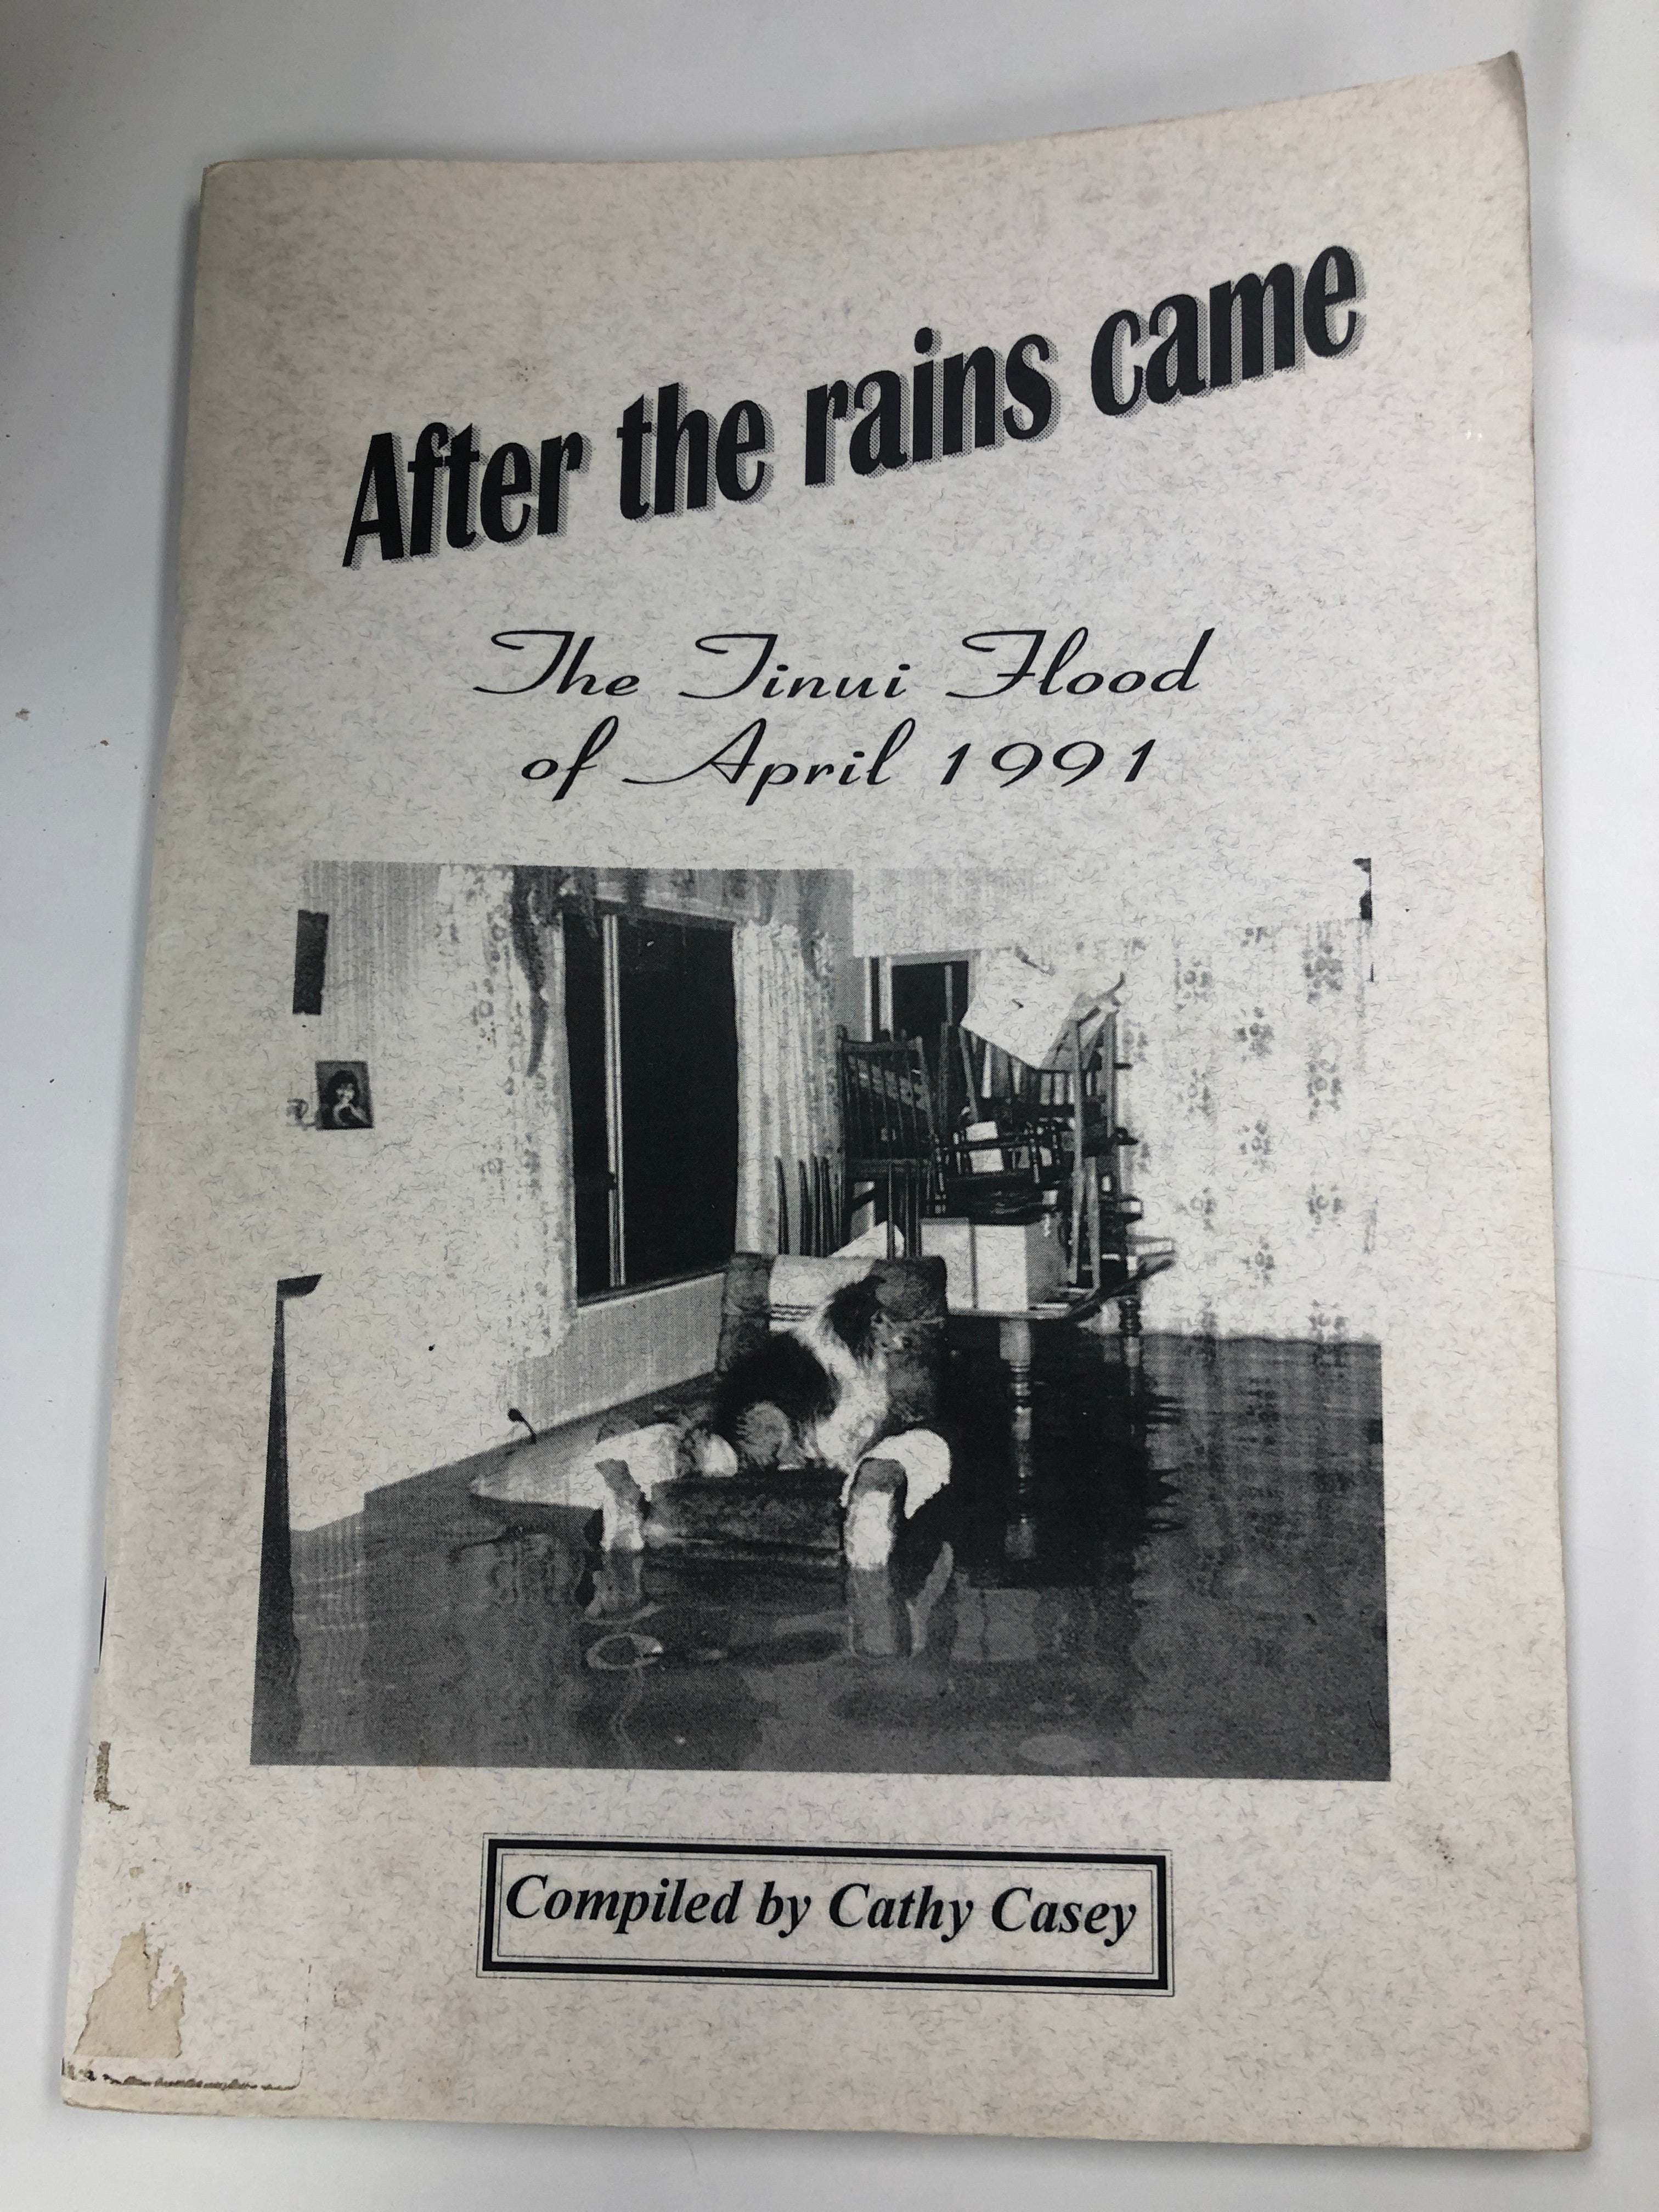 After the rains came
The Tinui Flood
of April 1991
Compiled by Cathy Casey